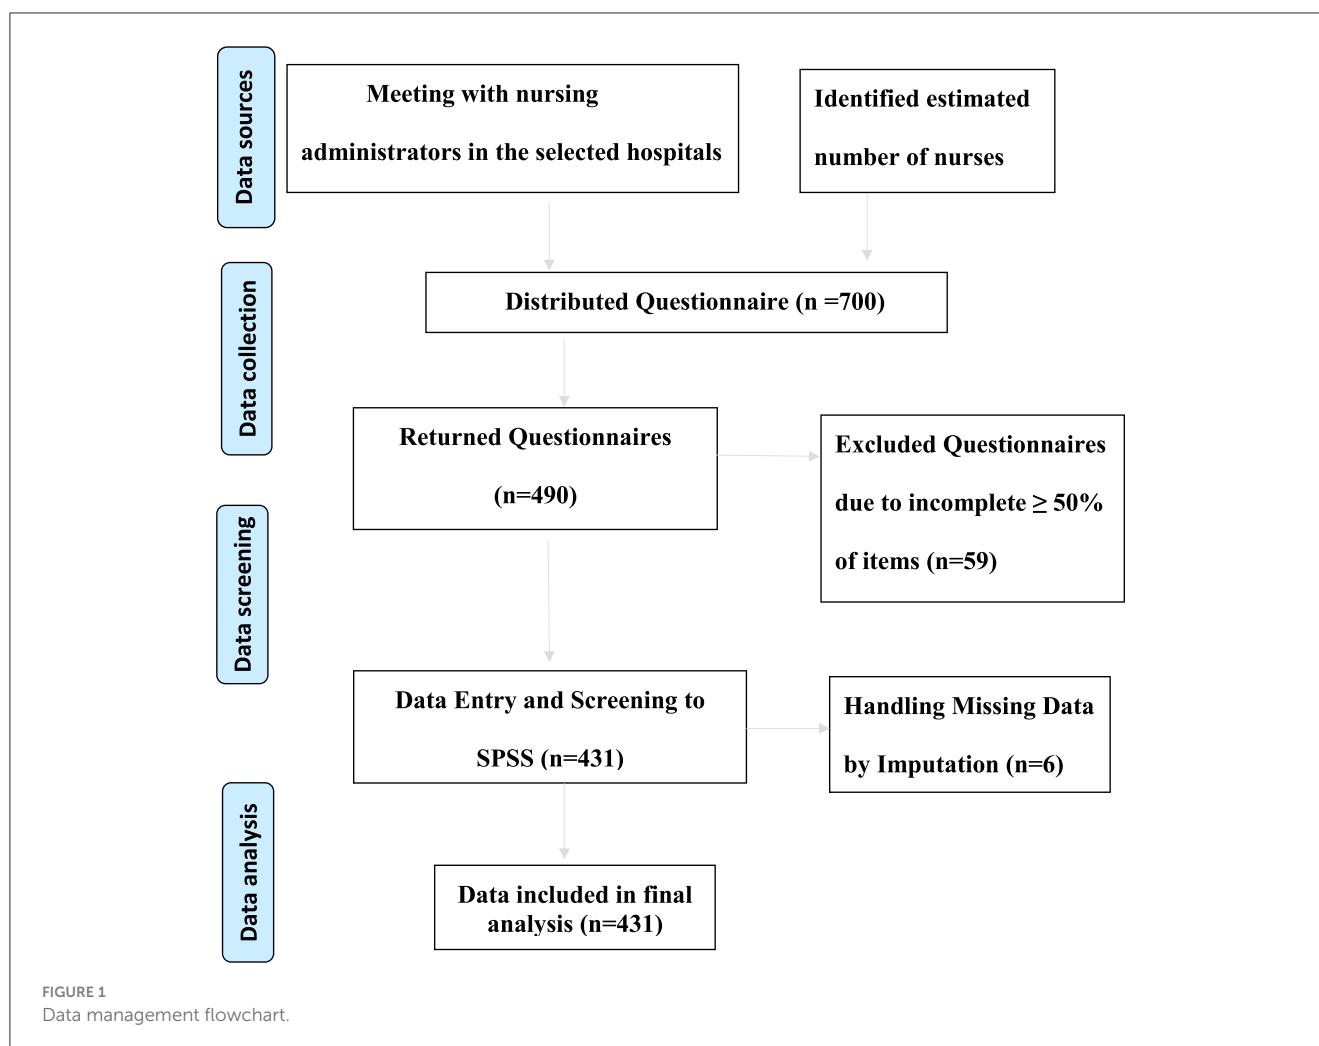 Data sources
Meeting with nursing
administrators in the selected hospitals
Identified estimated
number of nurses
Data collection
Distributed Questionnaire (n =700)
Returned Questionnaires
(n=490)
Excluded Questionnaires
due to incomplete ≥ 50%
of items (n=59)
Data screening
Data Entry and Screening to
SPSS (n=431)
Handling Missing Data
by Imputation (n=6)
Data analysis
Data included in final
analysis (n=431)
FIGURE 1
Data management flowchart.